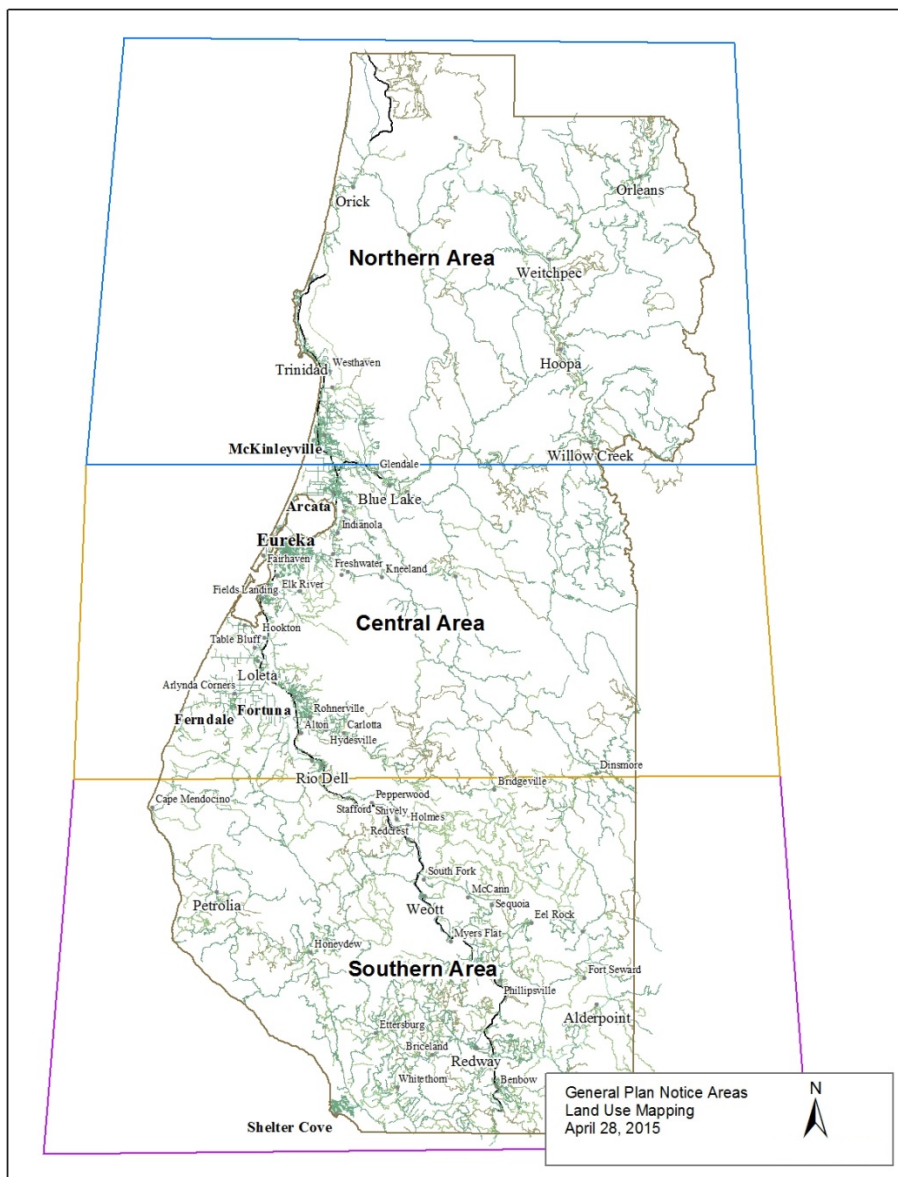 Orleans
Orick
Northern Area
Weitchpec
Hoopa
Trinidad
Westhaven
McKinleyville
Willow Creek
Glendale
Blue Lake
Arcata
Indianola
Eureka
Fairhaven
Freshwater
Kneeland
Fields Landing
Elk River
Central Area
Hookton
Table Bluff
Loleta
Arlynda Corners
Fortuna
Rohnerville
Ferndale
Alton
Carlotta
Hydesville
Dinsmore
Rio Dell
Bridgeville
Pepperwood
Cape Mendocino
Stafford
Shively
Holmes
Redcrest
South Fork
McCann
Petrolia
Weott
Sequoia
Eel Rock
Myers Flat
Honeydew
Southern Area
Fort Seward
Phillipsville
Alderpoint
Ettersburg
Briceland
Redway
Whitethorn
Benbow
Shelter Cove
General Plan Notice Areas
Land Use Mapping
April 28, 2015
N